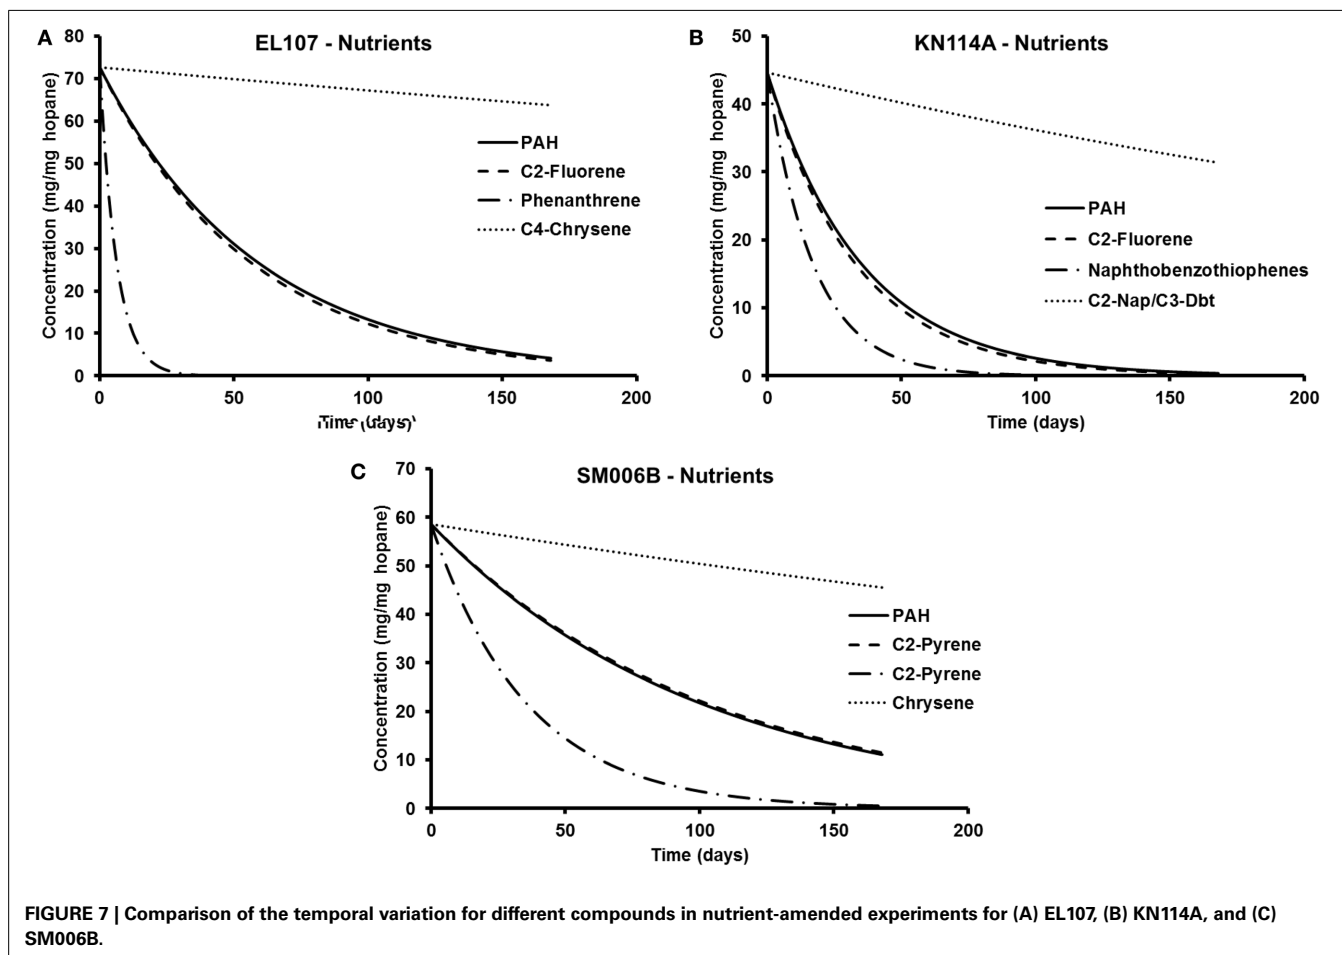 A
EL107 - Nutrients
80
70
60
50
40
30
20
10
0
Concentration (mg/mg hopane)
PAH
C2-Fluorene
Phenanthrene
C4-Chrysene
0 50 100 150 200
Time (days)
B
KN114A - Nutrients
50
40
30
20
10
0
Concentration (mg/mg hopane)
PAH
C2-Fluorene
Naphthobenzothiophenes
C2-Nap/C3-Dbt
0 50 100 150 200
Time (days)
C
SM006B - Nutrients
70
60
50
40
30
20
10
0
Concentration (mg/mg hopane)
PAH
C2-Pyrene
C2-Pyrene
Chrysene
0 50 100 150 200
Time (days)
FIGURE 7 | Comparison of the temporal variation for different compounds in nutrient-amended experiments for (A) EL107, (B) KN114A, and (C)
SM006B.